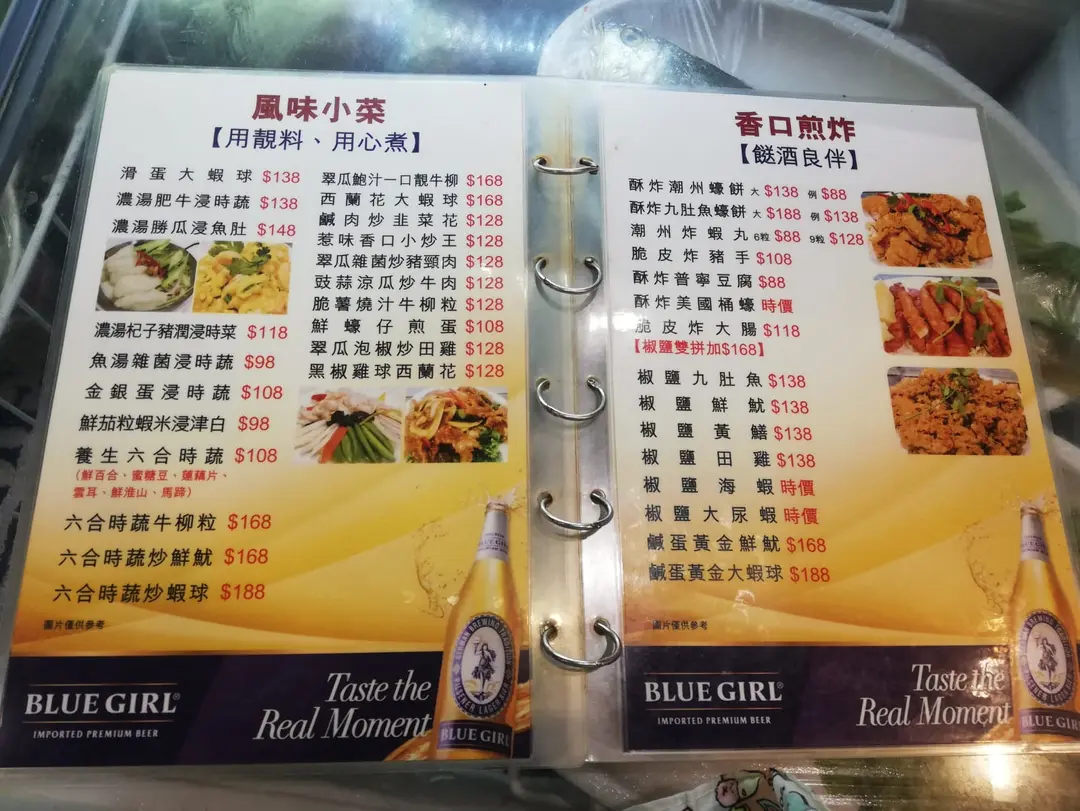 風味小菜
【用靚料、用心煮】
滑蛋大蝦球 $138
濃湯肥牛浸時蔬 $138
濃湯勝瓜浸魚肚 $148
濃湯杞子豬潤浸時菜 $118
魚湯雜菌浸時蔬 $98
金銀蛋浸時蔬 $108
鮮茄粒蝦米浸津白 $98
養生六合時蔬 $108
(鮮百合、蜜糖豆、蓮藕片、
雲耳、鮮淮山、馬蹄)
六合時蔬牛柳粒 $168
六合時蔬炒鮮魷 $168
六合時蔬炒蝦球 $188
圖片僅供參考
翠瓜鮑汁一口靚牛柳 $168
西蘭花大蝦球 $168
鹹肉炒韭菜花 $128
惹味香口小炒王 $128
翠瓜雜菌炒豬頸肉 $128
豉蒜涼瓜炒牛肉 $128
脆薯燒汁牛柳粒 $128
鮮蠔仔煎蛋 $108
翠瓜泡椒炒田雞 $128
黑椒雞球西蘭花 $128
BLUE GIRL®
IMPORTED PREMIUM BEER
Taste the
Real Moment
BLUE GIRL
香口煎炸
【餸酒良伴】
酥炸潮州蠔餅 大 $138 例 $88
酥炸九肚魚蠔餅 大 $188 例 $138
潮州炸蝦丸 6粒 $88 9粒 $128
脆皮炸豬手 $108
酥炸普寧豆腐 $88
酥炸美國桶蠔 時價
脆皮炸大腸 $118
【椒鹽雙拼加$168】
椒鹽九肚魚 $138
椒鹽鮮魷 $138
椒鹽黃鱔 $138
椒鹽田雞 $138
椒鹽海蝦 時價
椒鹽大尿蝦 時價
鹹蛋黃金鮮魷 $168
鹹蛋黃金大蝦球 $188
圖片僅供參考
BLUE GIRL®
IMPORTED PREMIUM BEER
Taste the
Real Moment
BLUE GIRL